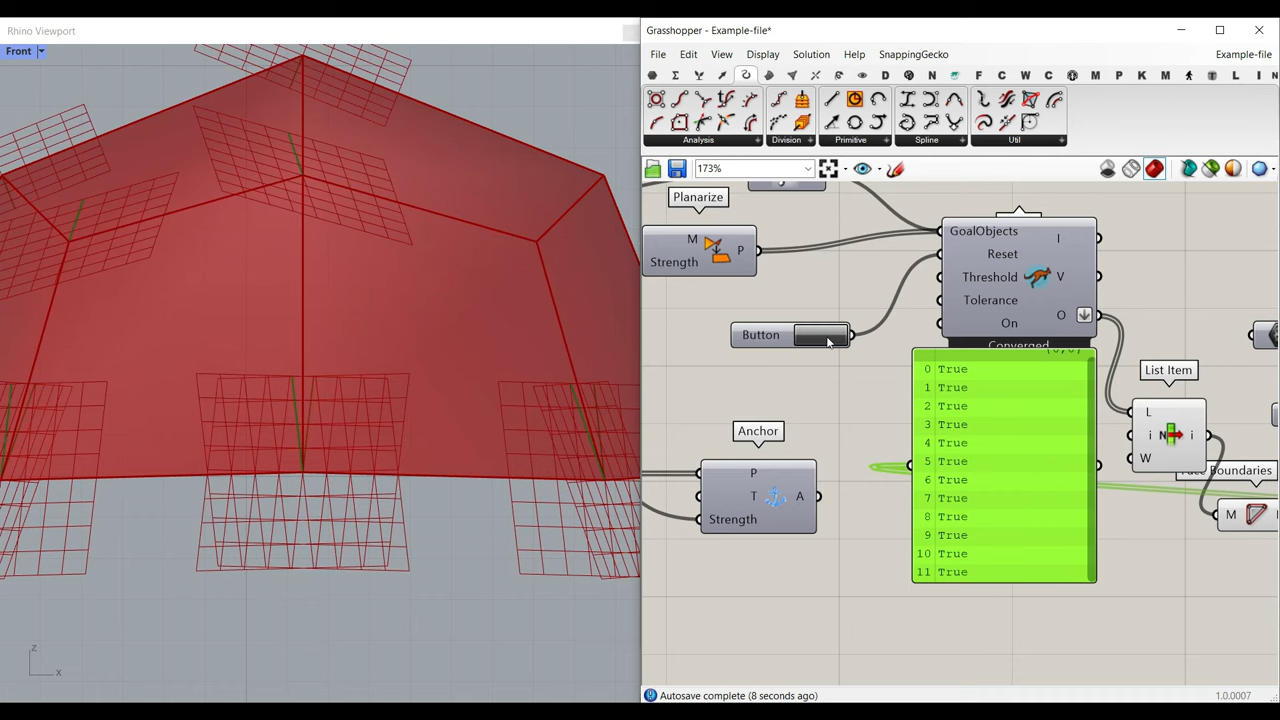 Rhino Viewport
Front
z
x
Grasshopper - Example-file*
File Edit View Display Solution Help SnappingGecko Example-file
D N F C W C M P K M L I N
Analysis + Division + Primitive + Spline + Util +
173%
Planarize
M
P
Strength
GoalObjects
Reset
Threshold
Tolerance
On
I
V
O
Converged
Button
0 True
1 True
2 True
3 True
4 True
5 True
6 True
7 True
8 True
9 True
10 True
11 True
List Item
L
i N i
W
Anchor
P
T A
Strength
Face Boundaries
M
Autosave complete (8 seconds ago)
1.0.0007